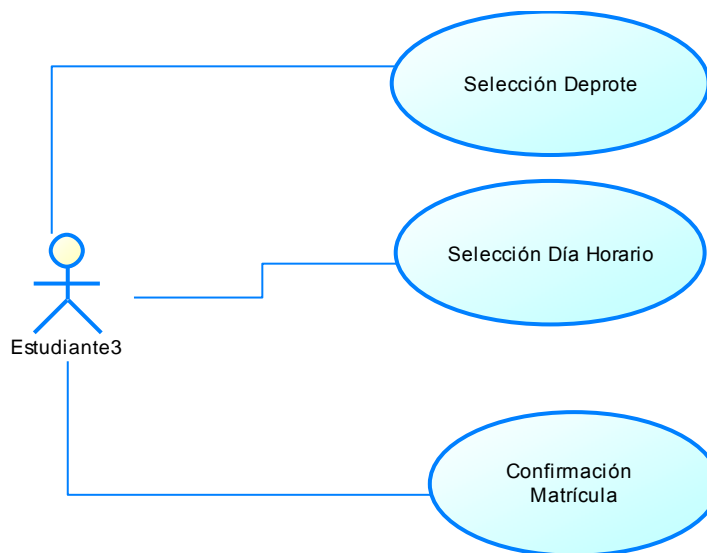 Selección Deprote
Selección Día Horario
Estudiante3
Confirmación
Matrícula